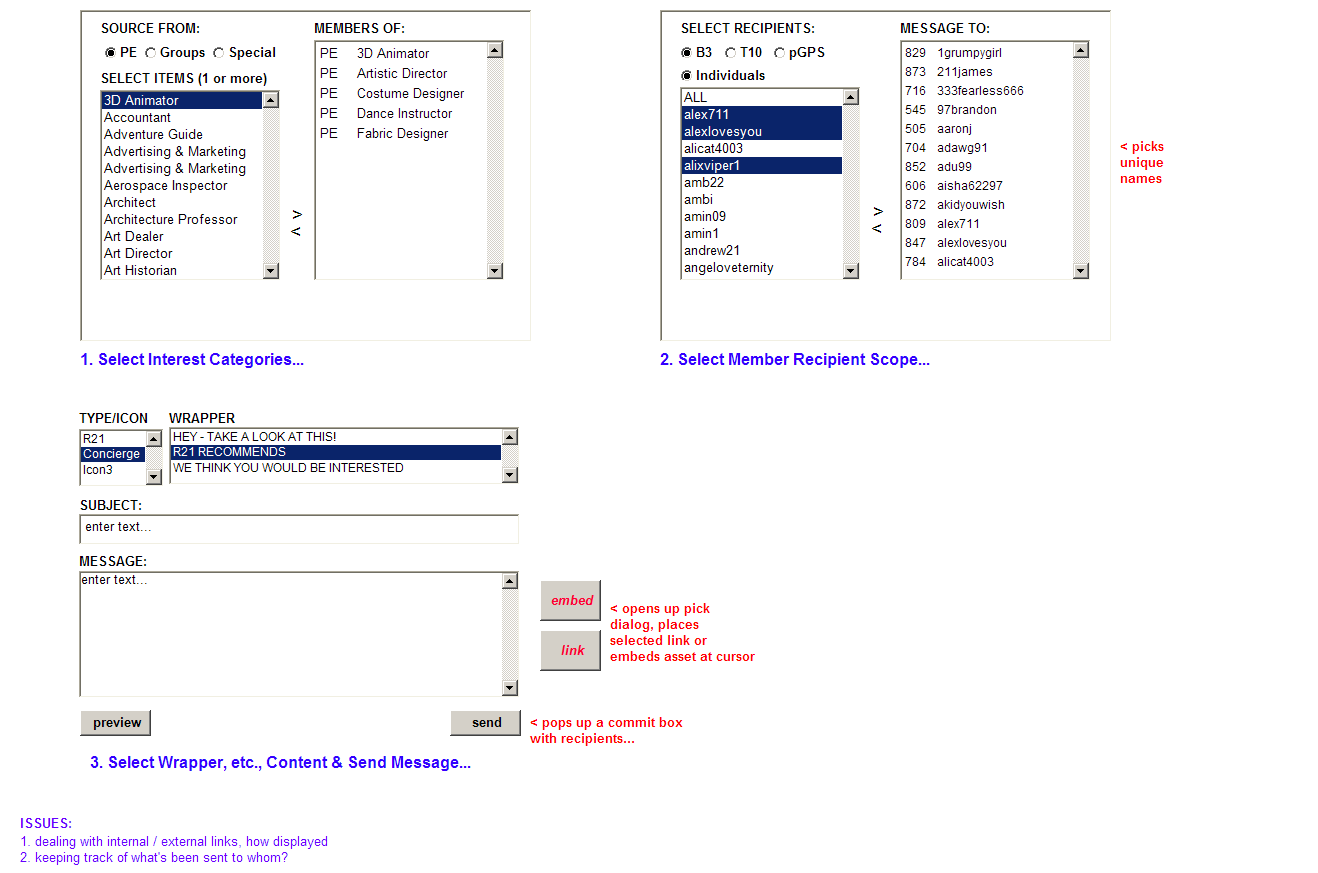 SOURCE FROM:
PE Groups Special
SELECT ITEMS (1 or more)
3D Animator
Accountant
Adventure Guide
Advertising & Marketing
Advertising & Marketing
Aerospace Inspector
Architect
Architecture Professor
Art Dealer
Art Director
Art Historian
>
<
MEMBERS OF:
PE 3D Animator
PE Artistic Director
PE Costume Designer
PE Dance Instructor
PE Fabric Designer
1. Select Interest Categories...
SELECT RECIPIENTS:
B3 T10 pGPS
Individuals
ALL
alex711
alexlovesyou
alicat4003
alixviper1
amb22
ambi
amin09
amin1
andrew21
angeloveternity
>
<
MESSAGE TO:
829 1grumpygirl
873 211james
716 333fearless666
545 97brandon
505 aaronj
704 adawg91
852 adu99
606 aisha62297
872 akidyouwish
809 alex711
847 alexlovesyou
784 alicat4003
< picks
unique
names
2. Select Member Recipient Scope...
TYPE/ICON WRAPPER
R21
Concierge
Icon3
HEY - TAKE A LOOK AT THIS!
R21 RECOMMENDS
WE THINK YOU WOULD BE INTERESTED
SUBJECT:
enter text...
MESSAGE:
enter text...
embed
link
< opens up pick
dialog, places
selected link or
embeds asset at cursor
preview
send
< pops up a commit box
with recipients...
3. Select Wrapper, etc., Content & Send Message...
ISSUES:
1. dealing with internal / external links, how displayed
2. keeping track of what's been sent to whom?